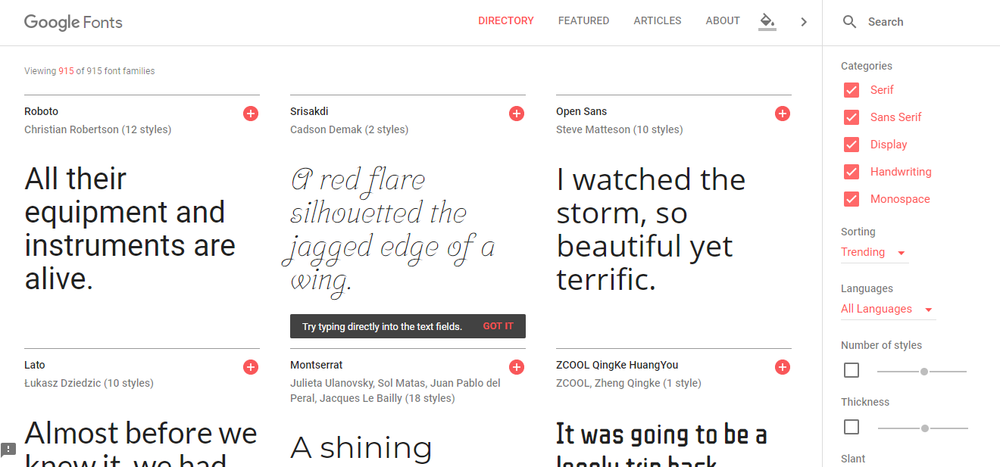 Google Fonts
DIRECTORY
FEATURED
ARTICLES
ABOUT
Search
Viewing 915 of 915 font families
Roboto
Christian Robertson (12 styles)
All their
equipment and
instruments are
alive.
Srisakdi
Cadson Demak (2 styles)
A red flare
silhouetted the
jagged edge of a
wing.
Try typing directly into the text fields.
GOT IT
Open Sans
Steve Matteson (10 styles)
I watched the
storm, so
beautiful yet
terrific.
Lato
Łukasz Dziedzic (10 styles)
Almost before we
knew it, we had
Montserrat
Julieta Ulanovsky, Sol Matas, Juan Pablo del
Peral, Jacques Le Bailly (18 styles)
A shining
ZCOOL QingKe HuangYou
ZCOOL, Zheng Qingke (1 style)
It was going to be a
lonely trip back.
Categories
Serif
Sans Serif
Display
Handwriting
Monospace
Sorting
Trending
Languages
All Languages
Number of styles
Thickness
Slant